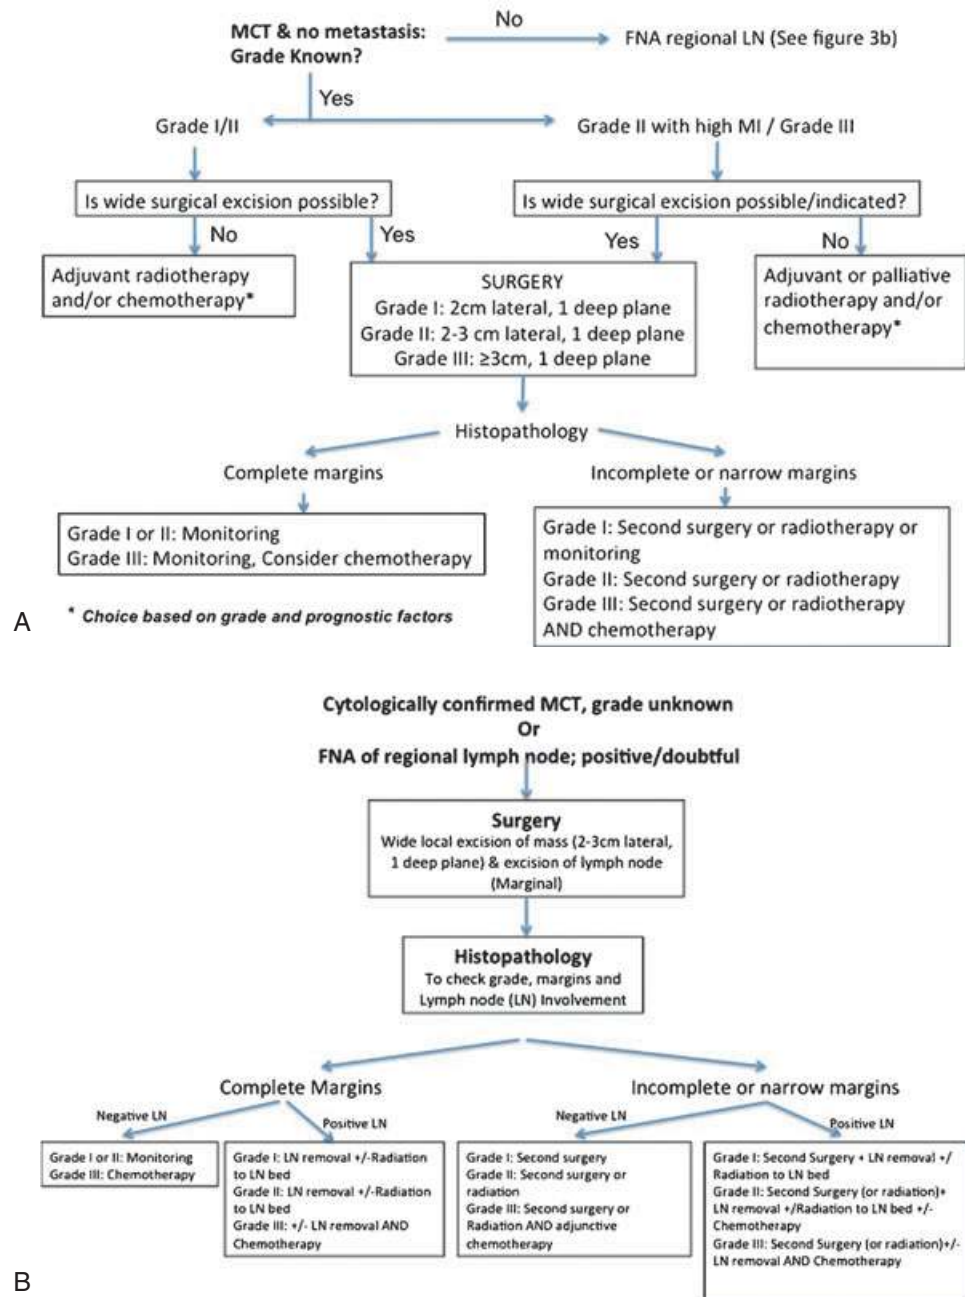 MCT & no metastasis:
Grade Known?
No
FNA regional LN (See figure 3b)
Yes
Grade I/II
Grade II with high MI / Grade III
Is wide surgical excision possible?
Is wide surgical excision possible/indicated?
No
Yes
Yes
No
Adjuvant radiotherapy
and/or chemotherapy*
SURGERY
Grade I: 2cm lateral, 1 deep plane
Grade II: 2-3 cm lateral, 1 deep plane
Grade III: ≥3cm, 1 deep plane
Adjuvant or palliative
radiotherapy and/or
chemotherapy*
Histopathology
Complete margins
Incomplete or narrow margins
Grade I or II: Monitoring
Grade III: Monitoring, Consider chemotherapy
Grade I: Second surgery or radiotherapy or
monitoring
Grade II: Second surgery or radiotherapy
Grade III: Second surgery or radiotherapy
AND chemotherapy
A
* Choice based on grade and prognostic factors
Cytologically confirmed MCT, grade unknown
Or
FNA of regional lymph node; positive/doubtful
Surgery
Wide local excision of mass (2-3cm lateral,
1 deep plane) & excision of lymph node
(Marginal)
Histopathology
To check grade, margins and
Lymph node (LN) Involvement
Complete Margins
Incomplete or narrow margins
Negative LN
Positive LN
Negative LN
Positive LN
Grade I or II: Monitoring
Grade III: Chemotherapy
Grade I: LN removal +/-Radiation
to LN bed
Grade II: LN removal +/-Radiation
to LN bed
Grade III: +/- LN removal AND
Chemotherapy
Grade I: Second surgery
Grade II: Second surgery or
radiation
Grade III: Second surgery or
Radiation AND adjunctive
chemotherapy
Grade I: Second Surgery + LN removal +/
Radiation to LN bed
Grade II: Second Surgery (or radiation)+
LN removal +/Radiation to LN bed +/-
Chemotherapy
Grade III: Second Surgery (or radiation)+/-
LN removal AND Chemotherapy
B